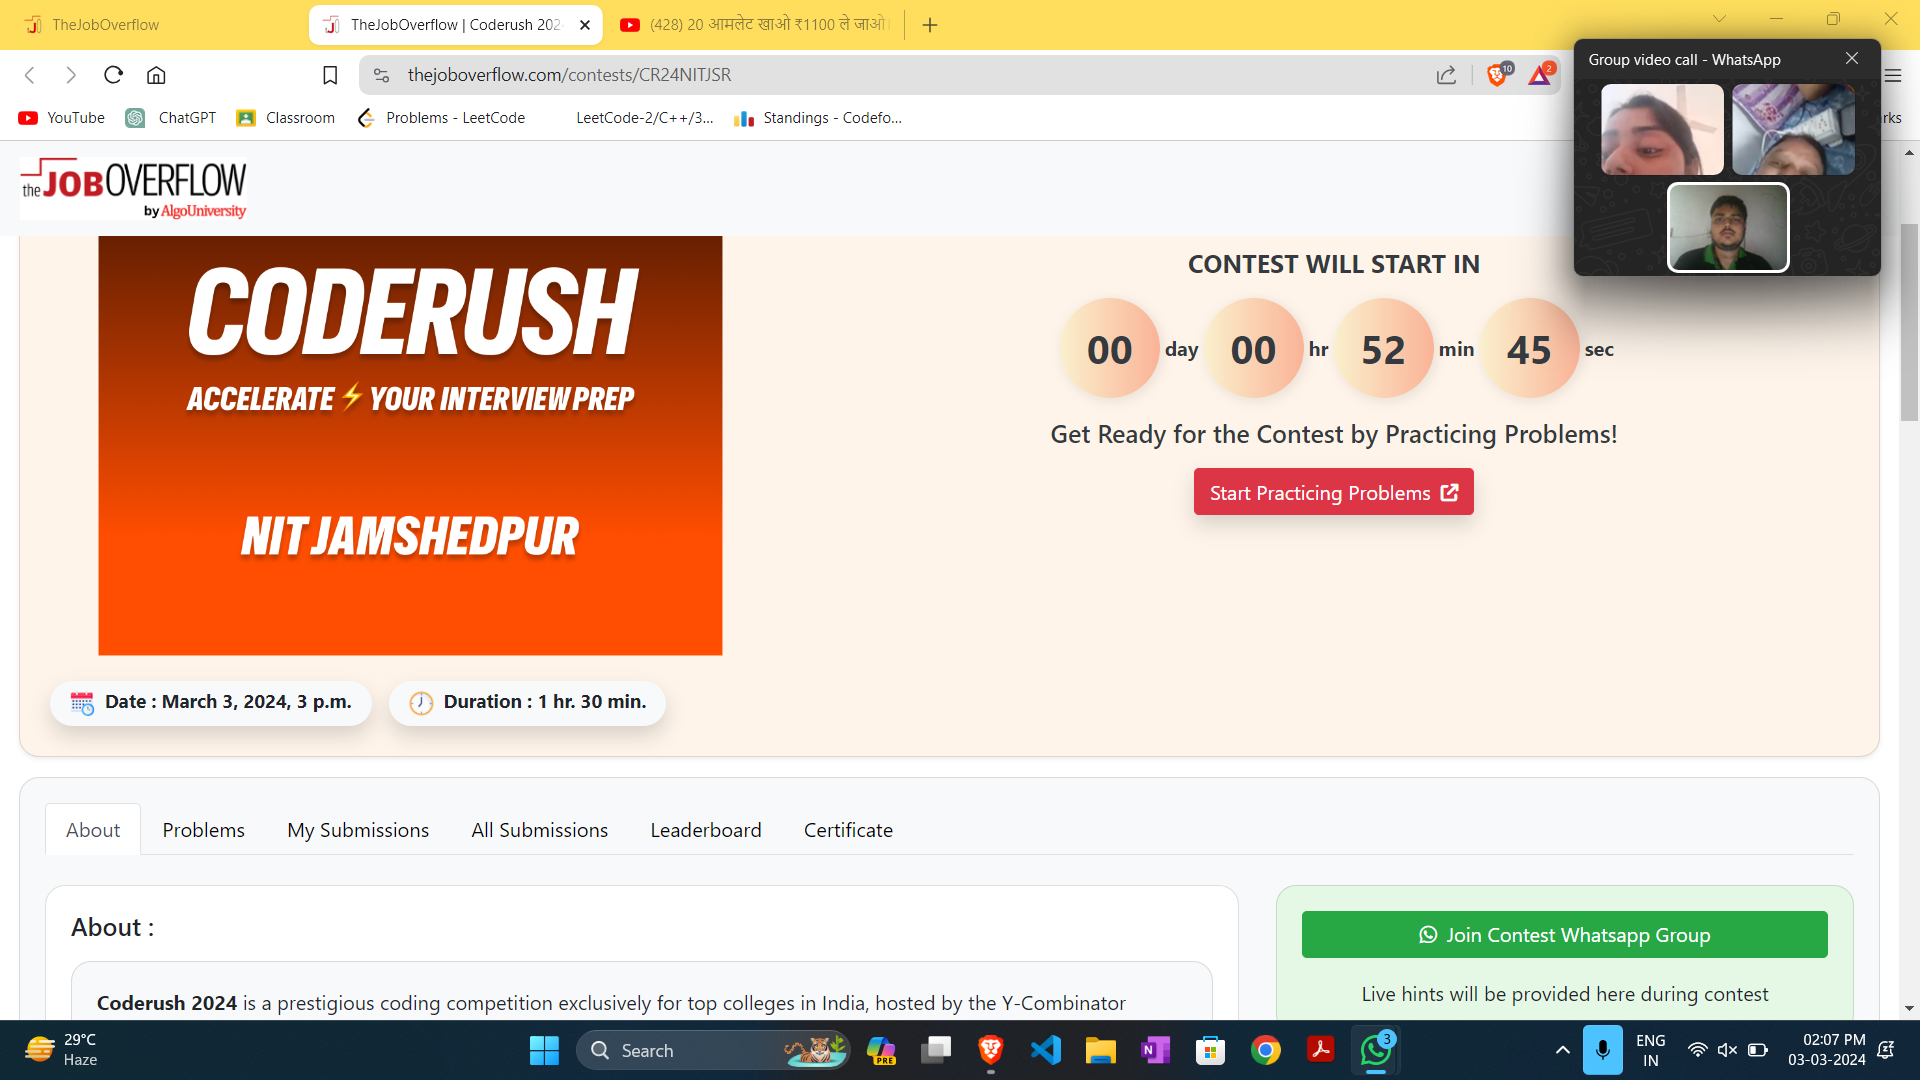 TheJobOverflow
TheJobOverflow | Coderush 202
(428) 20 आमलेट खाओ ₹1100 ले जाओ
thejoboverflow.com/contests/CR24NITJSR
10
2
Group video call - WhatsApp
YouTube
ChatGPT
Classroom
Problems - LeetCode
LeetCode-2/C++/3...
Standings - Codefo...
rks
the JOBOVERFLOW
by AlgoUniversity
CODERUSH
ACCELERATE ⚡ YOUR INTERVIEW PREP
NIT JAMSHEDPUR
CONTEST WILL START IN
00 day 00 hr 52 min 45 sec
Get Ready for the Contest by Practicing Problems!
Start Practicing Problems
Date : March 3, 2024, 3 p.m.
Duration : 1 hr. 30 min.
About
Problems
My Submissions
All Submissions
Leaderboard
Certificate
About :
Coderush 2024 is a prestigious coding competition exclusively for top colleges in India, hosted by the Y-Combinator
Join Contest Whatsapp Group
Live hints will be provided here during contest
29°C
Haze
Search
PRE
3
ENG
IN
02:07 PM
03-03-2024